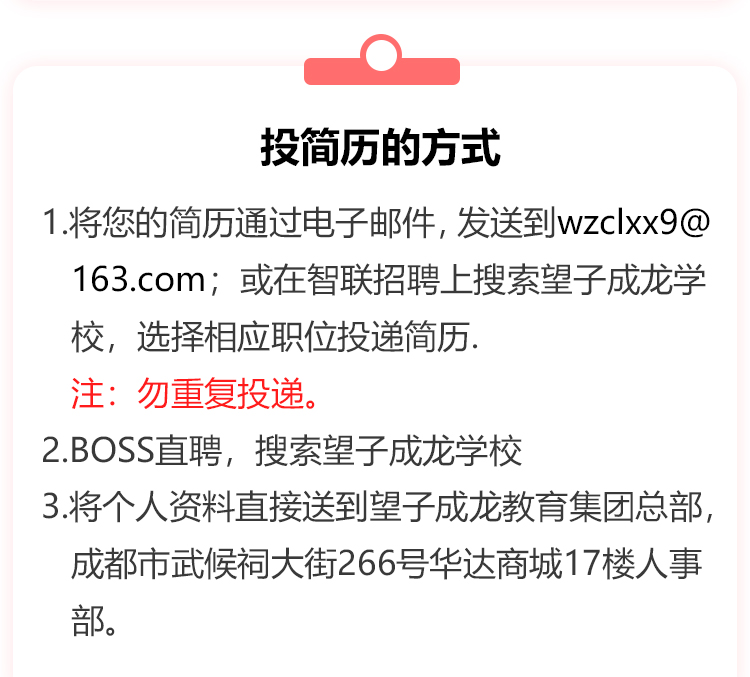 投简历的方式
1.将您的简历通过电子邮件, 发送到wzclxx9@
163.com；或在智联招聘上搜索望子成龙学
校，选择相应职位投递简历.
注：勿重复投递。
2.BOSS直聘，搜索望子成龙学校
3.将个人资料直接送到望子成龙教育集团总部，
成都市武候祠大街266号华达商城17楼人事
部。